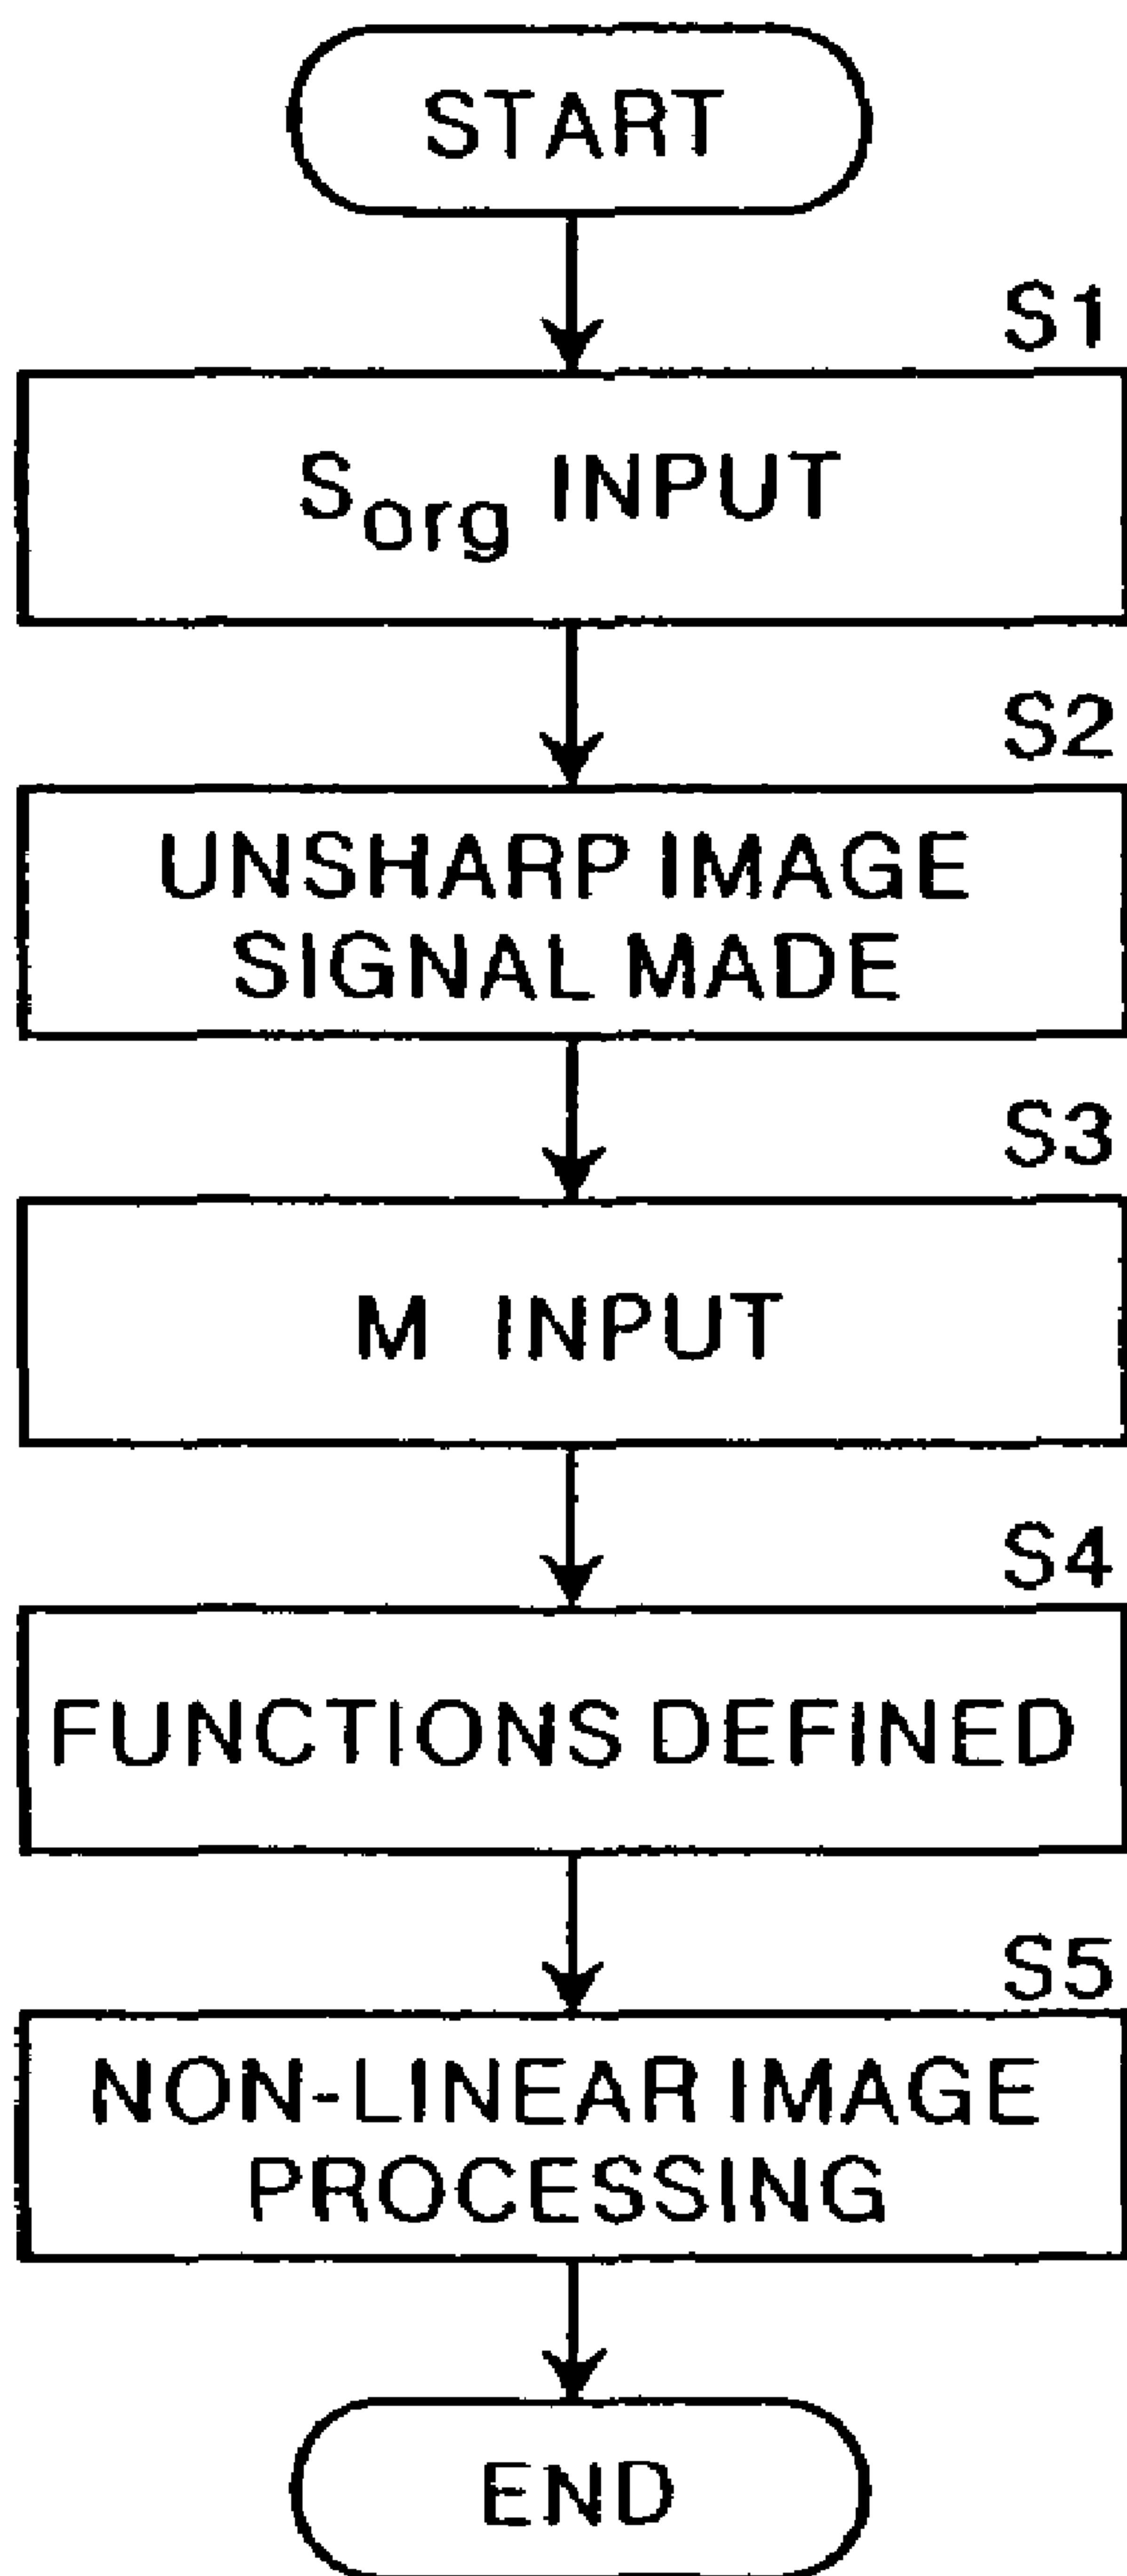 START
S1
Sorg INPUT
S2
UNSHARP IMAGE
SIGNAL MADE
S3
M INPUT
S4
FUNCTIONS DEFINED
S5
NON-LINEAR IMAGE
PROCESSING
END